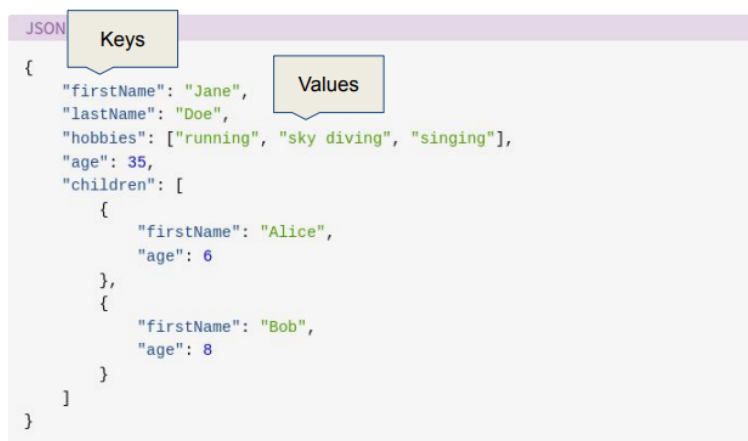 JSON
Keys
{
    "firstName": "Jane",
Values
    "lastName": "Doe",
    "hobbies": ["running", "sky diving", "singing"],
    "age": 35,
    "children": [
        {
            "firstName": "Alice",
            "age": 6
        },
        {
            "firstName": "Bob",
            "age": 8
        }
    ]
}